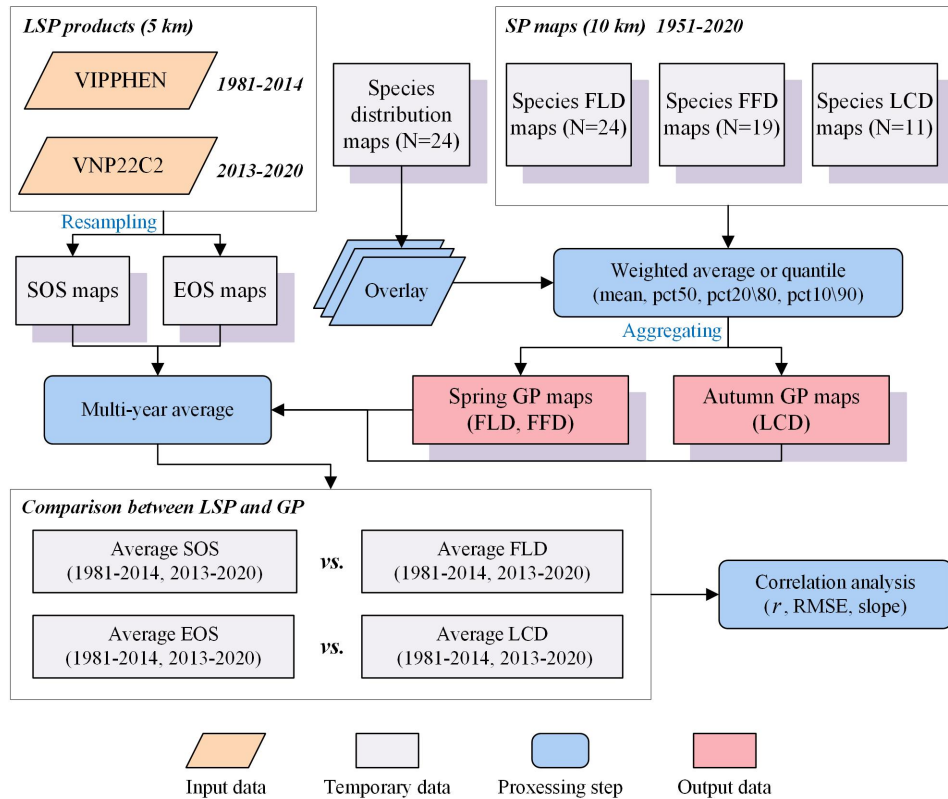 LSP products (5 km)
VIPPHEN
1981-2014
VNP22C2
2013-2020
SP maps (10 km) 1951-2020
Species
distribution
maps (N=24)
Species FLD
maps (N=24)
Species FFD
maps (N=19)
Species LCD
maps (N=11)
Resampling
SOS maps
EOS maps
Overlay
Weighted average or quantile
(mean, pct50, pct20\80, pct10\90)
Aggregating
Multi-year average
Spring GP maps
(FLD, FFD)
Autumn GP maps
(LCD)
Comparison between LSP and GP
Average SOS
(1981-2014, 2013-2020)
vs.
Average FLD
(1981-2014, 2013-2020)
Average EOS
(1981-2014, 2013-2020)
vs.
Average LCD
(1981-2014, 2013-2020)
Correlation analysis
(r, RMSE, slope)
Input data
Temporary data
Proxessing step
Output data